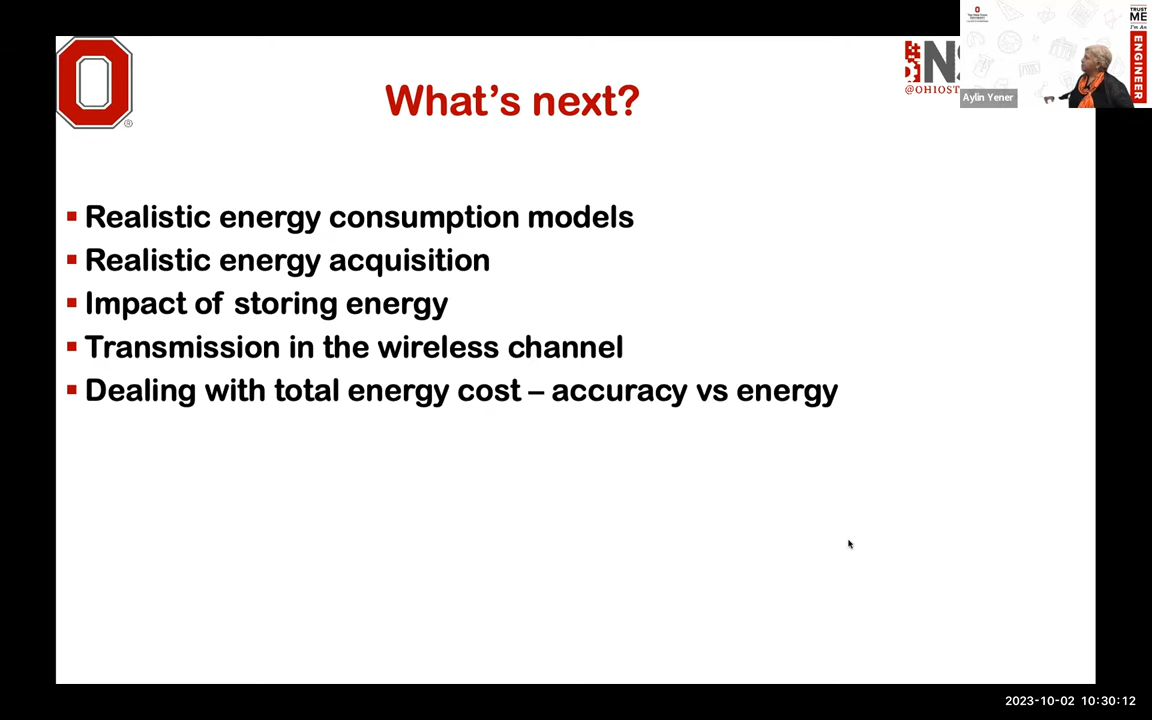 What's next?
@OHIOST
TRUST
ME
I'm An
ENGINEER
Aylin Yener
▪ Realistic energy consumption models
▪ Realistic energy acquisition
▪ Impact of storing energy
▪ Transmission in the wireless channel
▪ Dealing with total energy cost – accuracy vs energy
2023-10-02 10:30:12